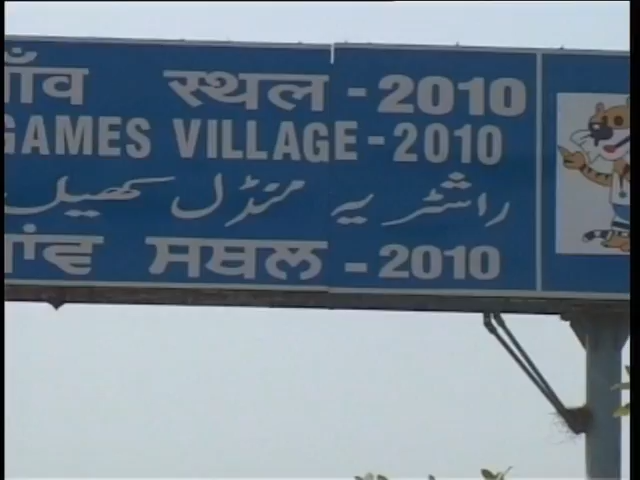 गाँव स्थल - 2010
GAMES VILLAGE - 2010
راشٹریہ منڈل کھیل
ਗਾਂਵ ਸਥਲ - 2010